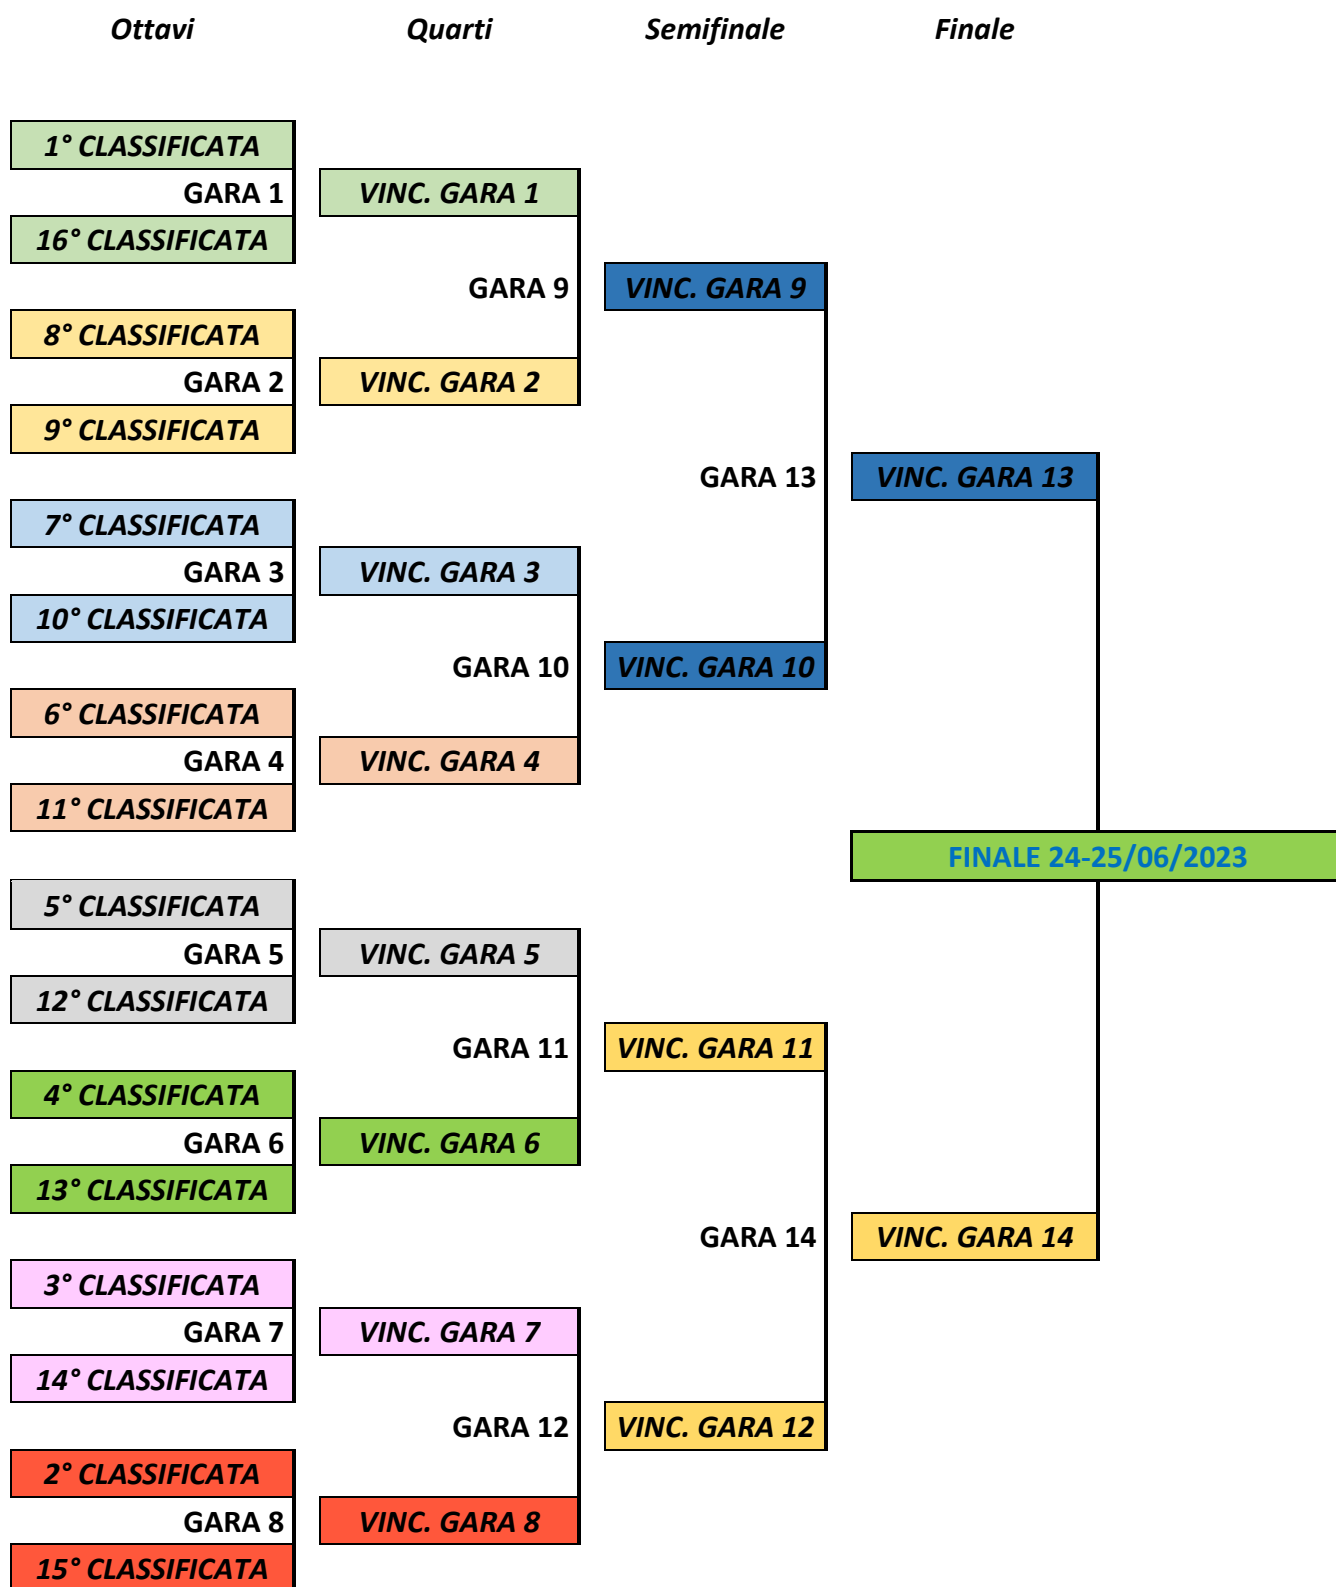 Ottavi Quarti Semifinale Finale
1° CLASSIFICATA
GARA 1 VINC. GARA 1
16° CLASSIFICATA
GARA 9 VINC. GARA 9
8° CLASSIFICATA
GARA 2 VINC. GARA 2
9° CLASSIFICATA
GARA 13 VINC. GARA 13
7° CLASSIFICATA
GARA 3 VINC. GARA 3
10° CLASSIFICATA
GARA 10 VINC. GARA 10
6° CLASSIFICATA
GARA 4 VINC. GARA 4
11° CLASSIFICATA
FINALE 24-25/06/2023
5° CLASSIFICATA
GARA 5 VINC. GARA 5
12° CLASSIFICATA
GARA 11 VINC. GARA 11
4° CLASSIFICATA
GARA 6 VINC. GARA 6
13° CLASSIFICATA
GARA 14 VINC. GARA 14
3° CLASSIFICATA
GARA 7 VINC. GARA 7
14° CLASSIFICATA
GARA 12 VINC. GARA 12
2° CLASSIFICATA
GARA 8 VINC. GARA 8
15° CLASSIFICATA